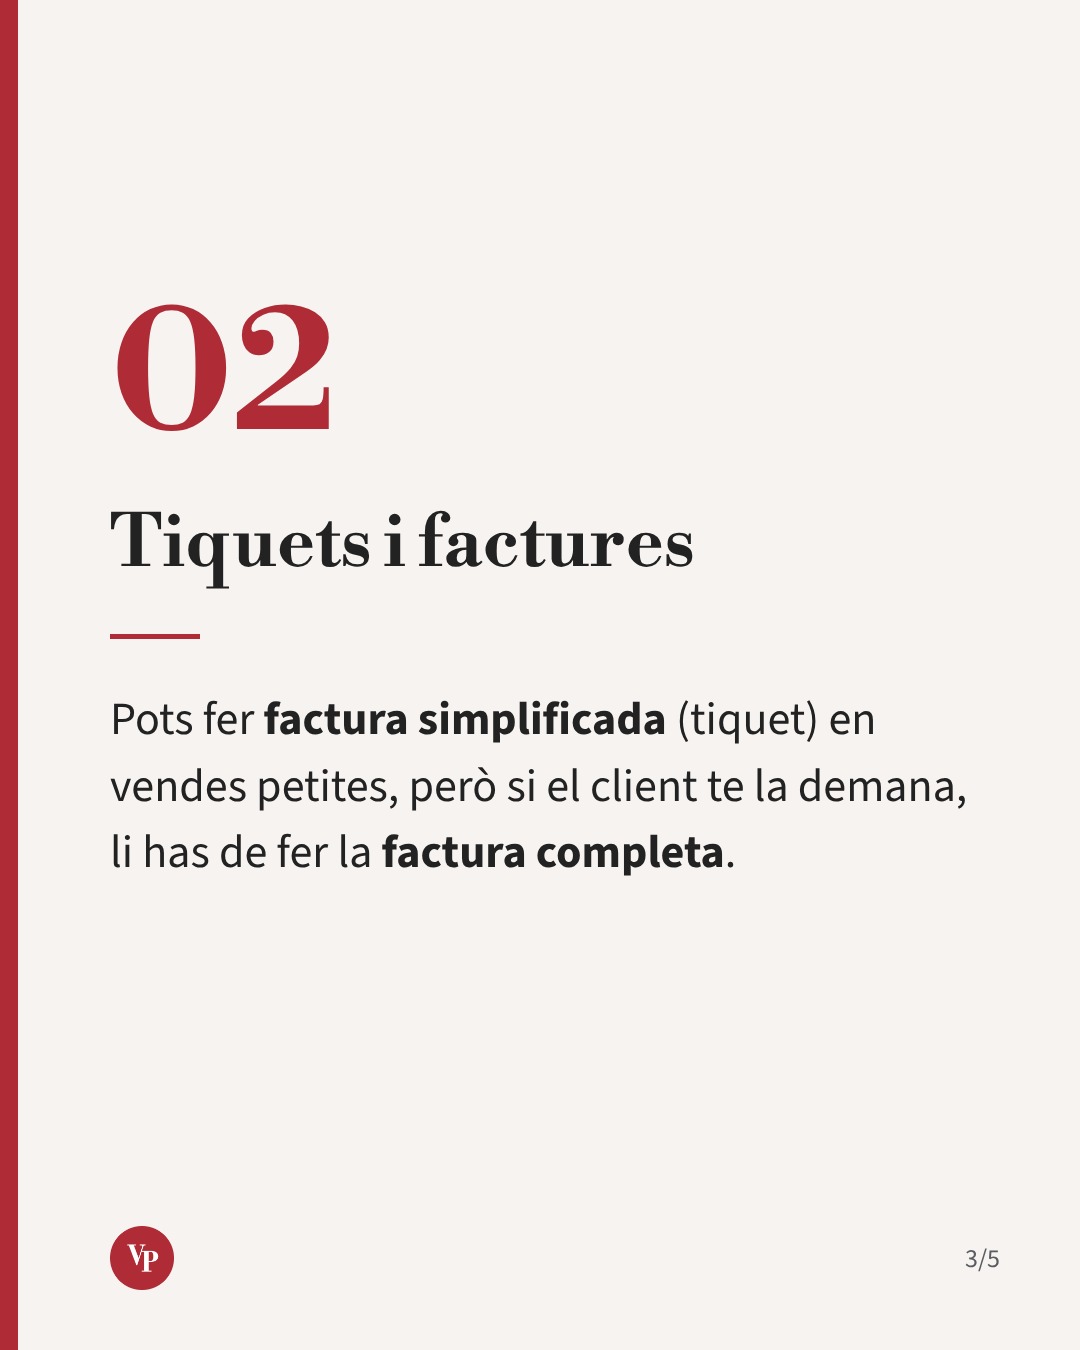 02
Tiquets i factures
Pots fer factura simplificada (tiquet) en
vendes petites, però si el client te la demana,
li has de fer la factura completa.
VP
3/5